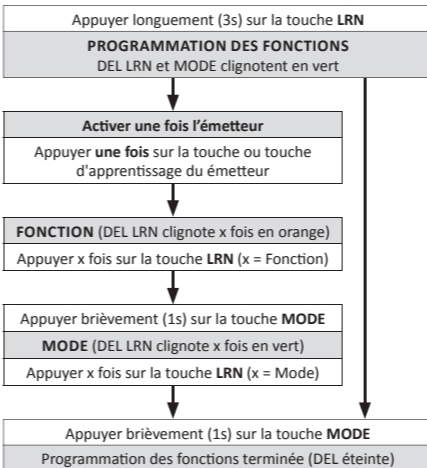 Appuyer longuement (3s) sur la touche LRN
PROGRAMMATION DES FONCTIONS
DEL LRN et MODE clignotent en vert
Activer une fois l'émetteur
Appuyer une fois sur la touche ou touche
d'apprentissage du émetteur
FONCTION (DEL LRN clignote x fois en orange)
Appuyer x fois sur la touche LRN (x = Fonction)
Appuyer brièvement (1s) sur la touche MODE
MODE (DEL LRN clignote x fois en vert)
Appuyer x fois sur la touche LRN (x = Mode)
Appuyer brièvement (1s) sur la touche MODE
Programmation des fonctions terminée (DEL éteinte)